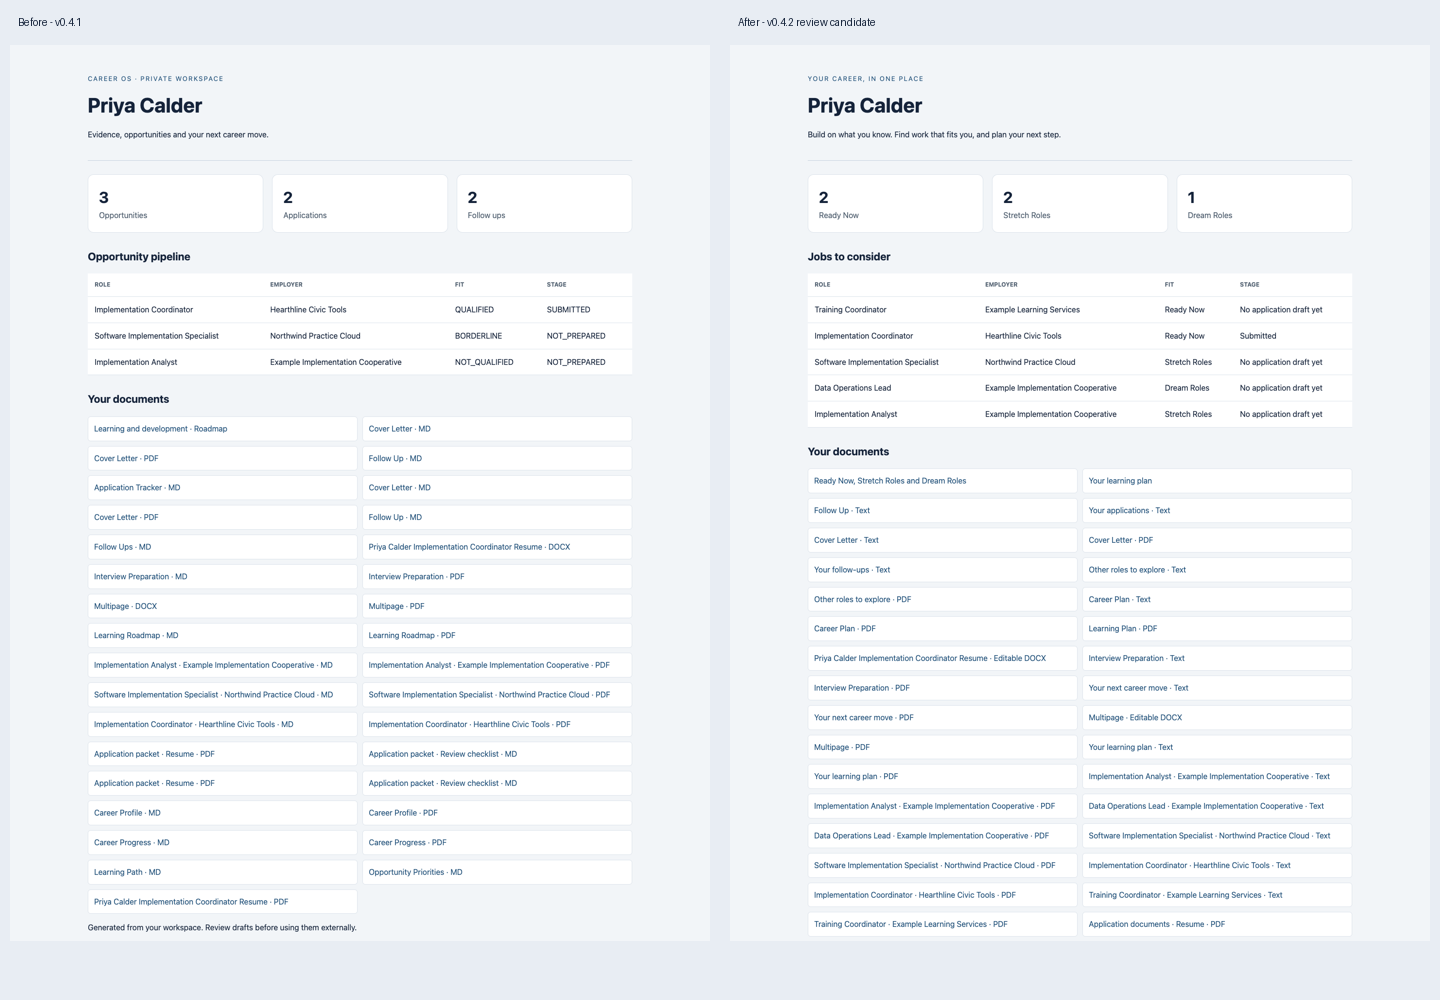 Before - v0.4.1
CAREER OS · PRIVATE WORKSPACE
Priya Calder
Evidence, opportunities and your next career move.
3
Opportunities
2
Applications
2
Follow ups
Opportunity pipeline
ROLE EMPLOYER FIT STAGE
Implementation Coordinator Hearthline Civic Tools QUALIFIED SUBMITTED
Software Implementation Specialist Northwind Practice Cloud BORDERLINE NOT_PREPARED
Implementation Analyst Example Implementation Cooperative NOT_QUALIFIED NOT_PREPARED
Your documents
Learning and development · Roadmap Cover Letter · MD
Cover Letter · PDF Follow Up · MD
Application Tracker · MD Cover Letter · MD
Cover Letter · PDF Follow Up · MD
Follow Ups · MD Priya Calder Implementation Coordinator Resume · DOCX
Interview Preparation · MD Interview Preparation · PDF
Multipage · DOCX Multipage · PDF
Learning Roadmap · MD Learning Roadmap · PDF
Implementation Analyst · Example Implementation Cooperative · MD Implementation Analyst · Example Implementation Cooperative · PDF
Software Implementation Specialist · Northwind Practice Cloud · MD Software Implementation Specialist · Northwind Practice Cloud · PDF
Implementation Coordinator · Hearthline Civic Tools · MD Implementation Coordinator · Hearthline Civic Tools · PDF
Application packet · Resume · PDF Application packet · Review checklist · MD
Application packet · Resume · PDF Application packet · Review checklist · MD
Career Profile · MD Career Profile · PDF
Career Progress · MD Career Progress · PDF
Learning Path · MD Opportunity Priorities · MD
Priya Calder Implementation Coordinator Resume · PDF
Generated from your workspace. Review drafts before using them externally.
After - v0.4.2 review candidate
YOUR CAREER, IN ONE PLACE
Priya Calder
Build on what you know. Find work that fits you, and plan your next step.
2
Ready Now
2
Stretch Roles
1
Dream Roles
Jobs to consider
ROLE EMPLOYER FIT STAGE
Training Coordinator Example Learning Services Ready Now No application draft yet
Implementation Coordinator Hearthline Civic Tools Ready Now Submitted
Software Implementation Specialist Northwind Practice Cloud Stretch Roles No application draft yet
Data Operations Lead Example Implementation Cooperative Dream Roles No application draft yet
Implementation Analyst Example Implementation Cooperative Stretch Roles No application draft yet
Your documents
Ready Now, Stretch Roles and Dream Roles Your learning plan
Follow Up · Text Your applications · Text
Cover Letter · Text Cover Letter · PDF
Your follow-ups · Text Other roles to explore · Text
Other roles to explore · PDF Career Plan · Text
Career Plan · PDF Learning Plan · PDF
Priya Calder Implementation Coordinator Resume · Editable DOCX Interview Preparation · Text
Interview Preparation · PDF Your next career move · Text
Your next career move · PDF Multipage · Editable DOCX
Multipage · PDF Your learning plan · Text
Your learning plan · PDF Implementation Analyst · Example Implementation Cooperative · Text
Implementation Analyst · Example Implementation Cooperative · PDF Data Operations Lead · Example Implementation Cooperative · Text
Data Operations Lead · Example Implementation Cooperative · PDF Software Implementation Specialist · Northwind Practice Cloud · Text
Software Implementation Specialist · Northwind Practice Cloud · PDF Implementation Coordinator · Hearthline Civic Tools · Text
Implementation Coordinator · Hearthline Civic Tools · PDF Training Coordinator · Example Learning Services · Text
Training Coordinator · Example Learning Services · PDF Application documents · Resume · PDF